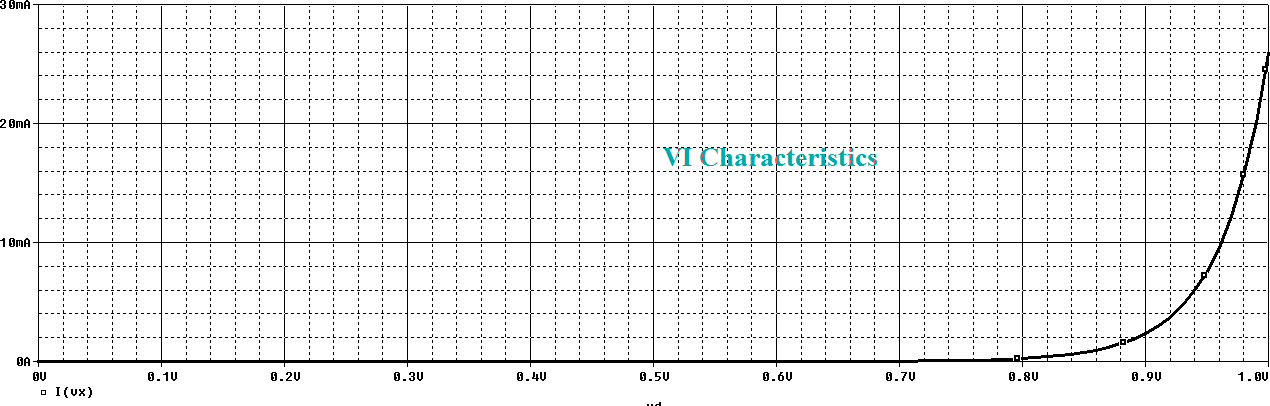 30mA
20mA
VI Characteristics
10mA
0A
0V 0.1V 0.2V 0.3V 0.4V 0.5V 0.6V 0.7V 0.8V 0.9V 1.0V
I(vx)